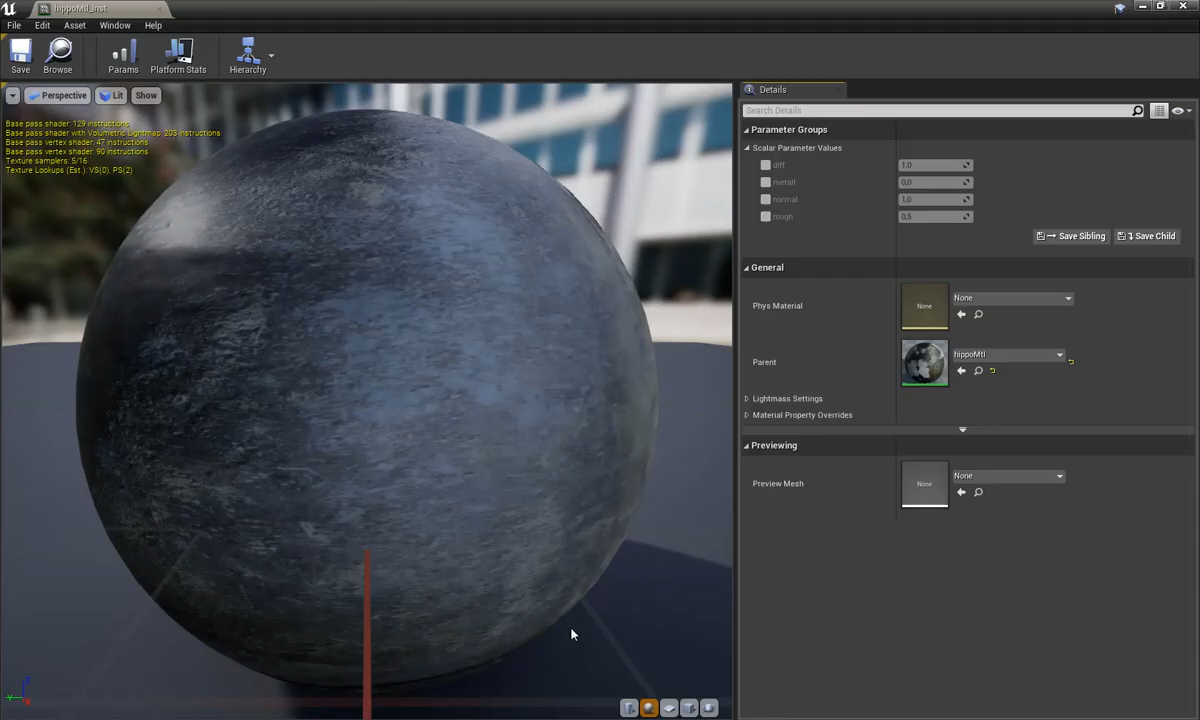 hippoMtl_Inst
File Edit Asset Window Help
Save Browse Params Platform Stats Hierarchy
Perspective Lit Show
Base pass shader: 129 instructions
Base pass shader with Volumetric Lightmap: 203 instructions
Base pass vertex shader: 47 instructions
Base pass vertex shader: 90 instructions
Texture samplers: 5/16
Texture Lookups (Est.): VS(0), PS(2)
Details
Search Details
Parameter Groups
Scalar Parameter Values
diff 1.0
metall 0.0
normal 1.0
rough 0.5
Save Sibling Save Child
General
Phys Material None None
Parent hippoMtl
Lightmass Settings
Material Property Overrides
Previewing
Preview Mesh None None